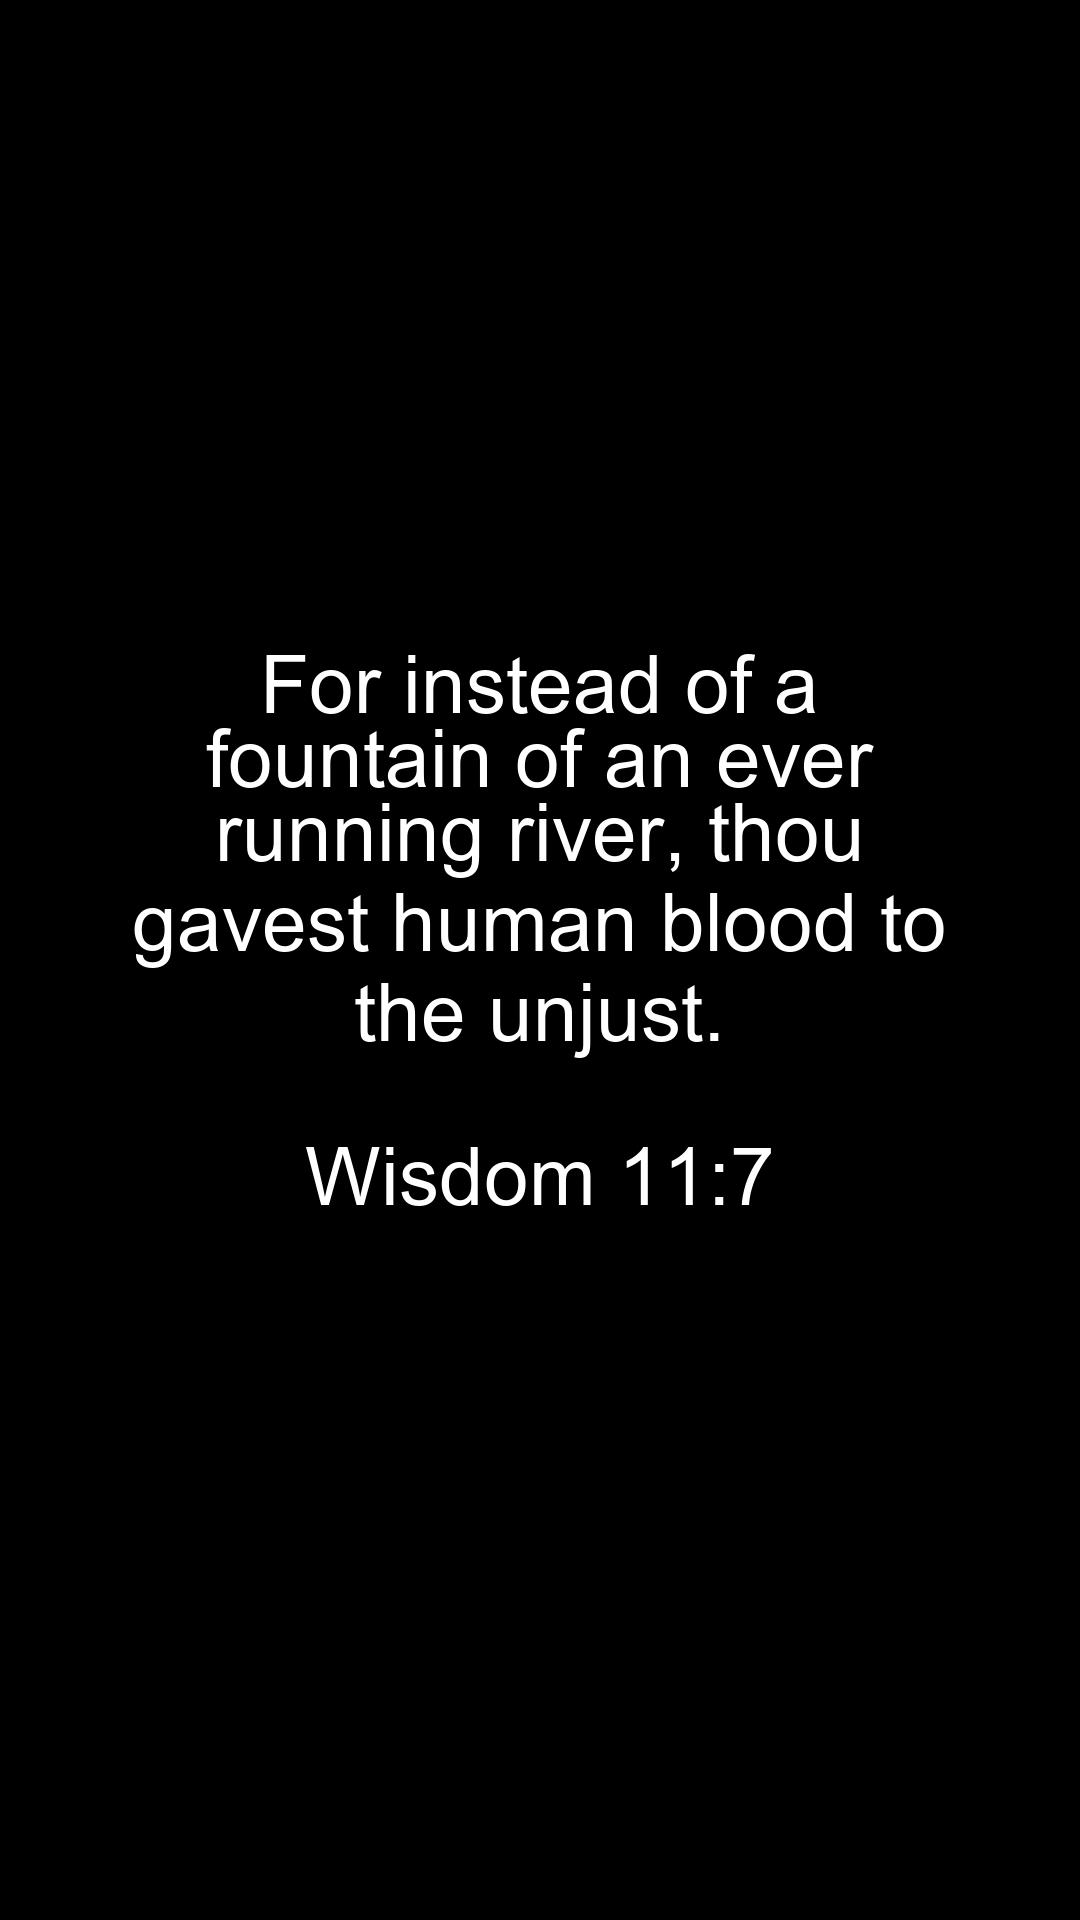 For instead of a
fountain of an ever
running river, thou
gavest human blood to
the unjust.
Wisdom 11:7